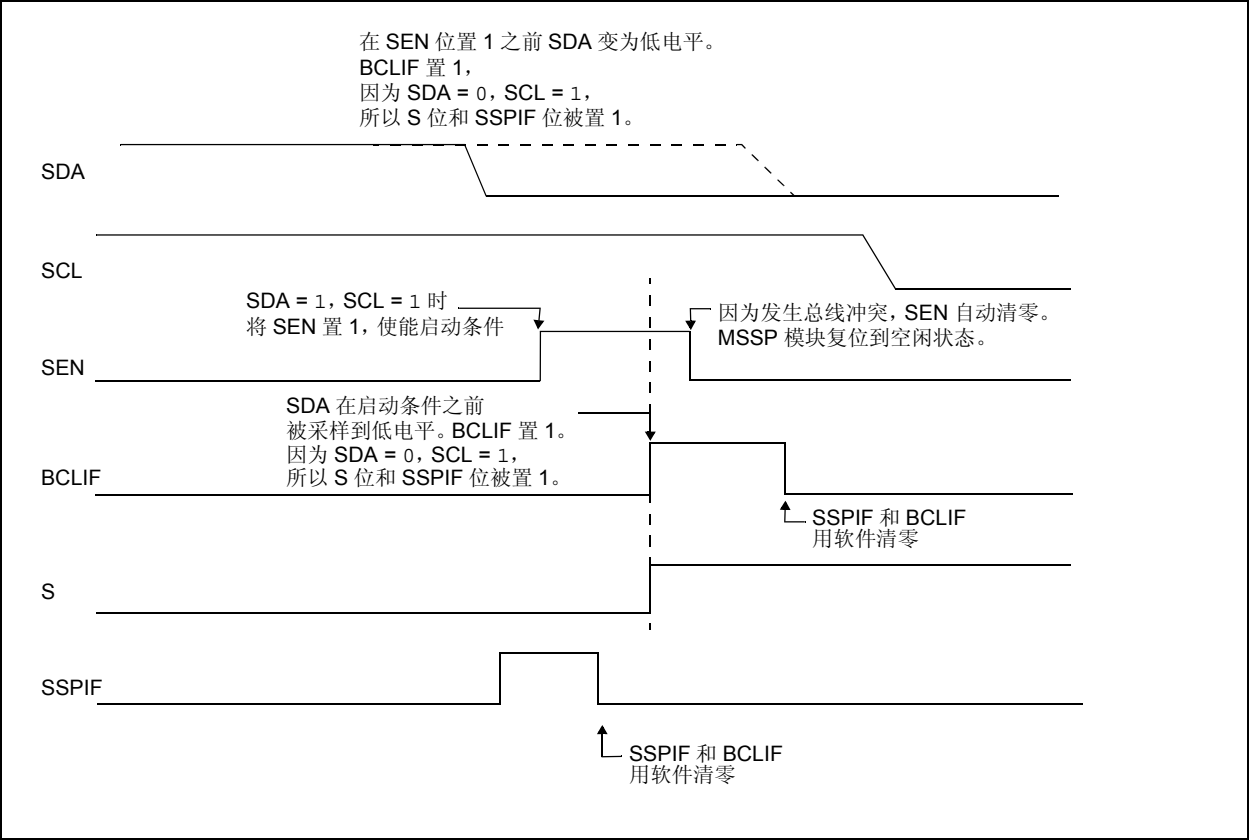 在 SEN 位置 1 之前 SDA 变为低电平。
BCLIF 置 1，
因为 SDA = 0，SCL = 1，
所以 S 位和 SSPIF 位被置 1。
SDA
SCL
SDA = 1，SCL = 1 时
将 SEN 置 1，使能启动条件
因为发生总线冲突，SEN 自动清零。
MSSP 模块复位到空闲状态。
SEN
SDA 在启动条件之前
被采样到低电平。BCLIF 置 1。
因为 SDA = 0，SCL = 1，
所以 S 位和 SSPIF 位被置 1。
BCLIF
SSPIF 和 BCLIF
用软件清零
S
SSPIF
SSPIF 和 BCLIF
用软件清零